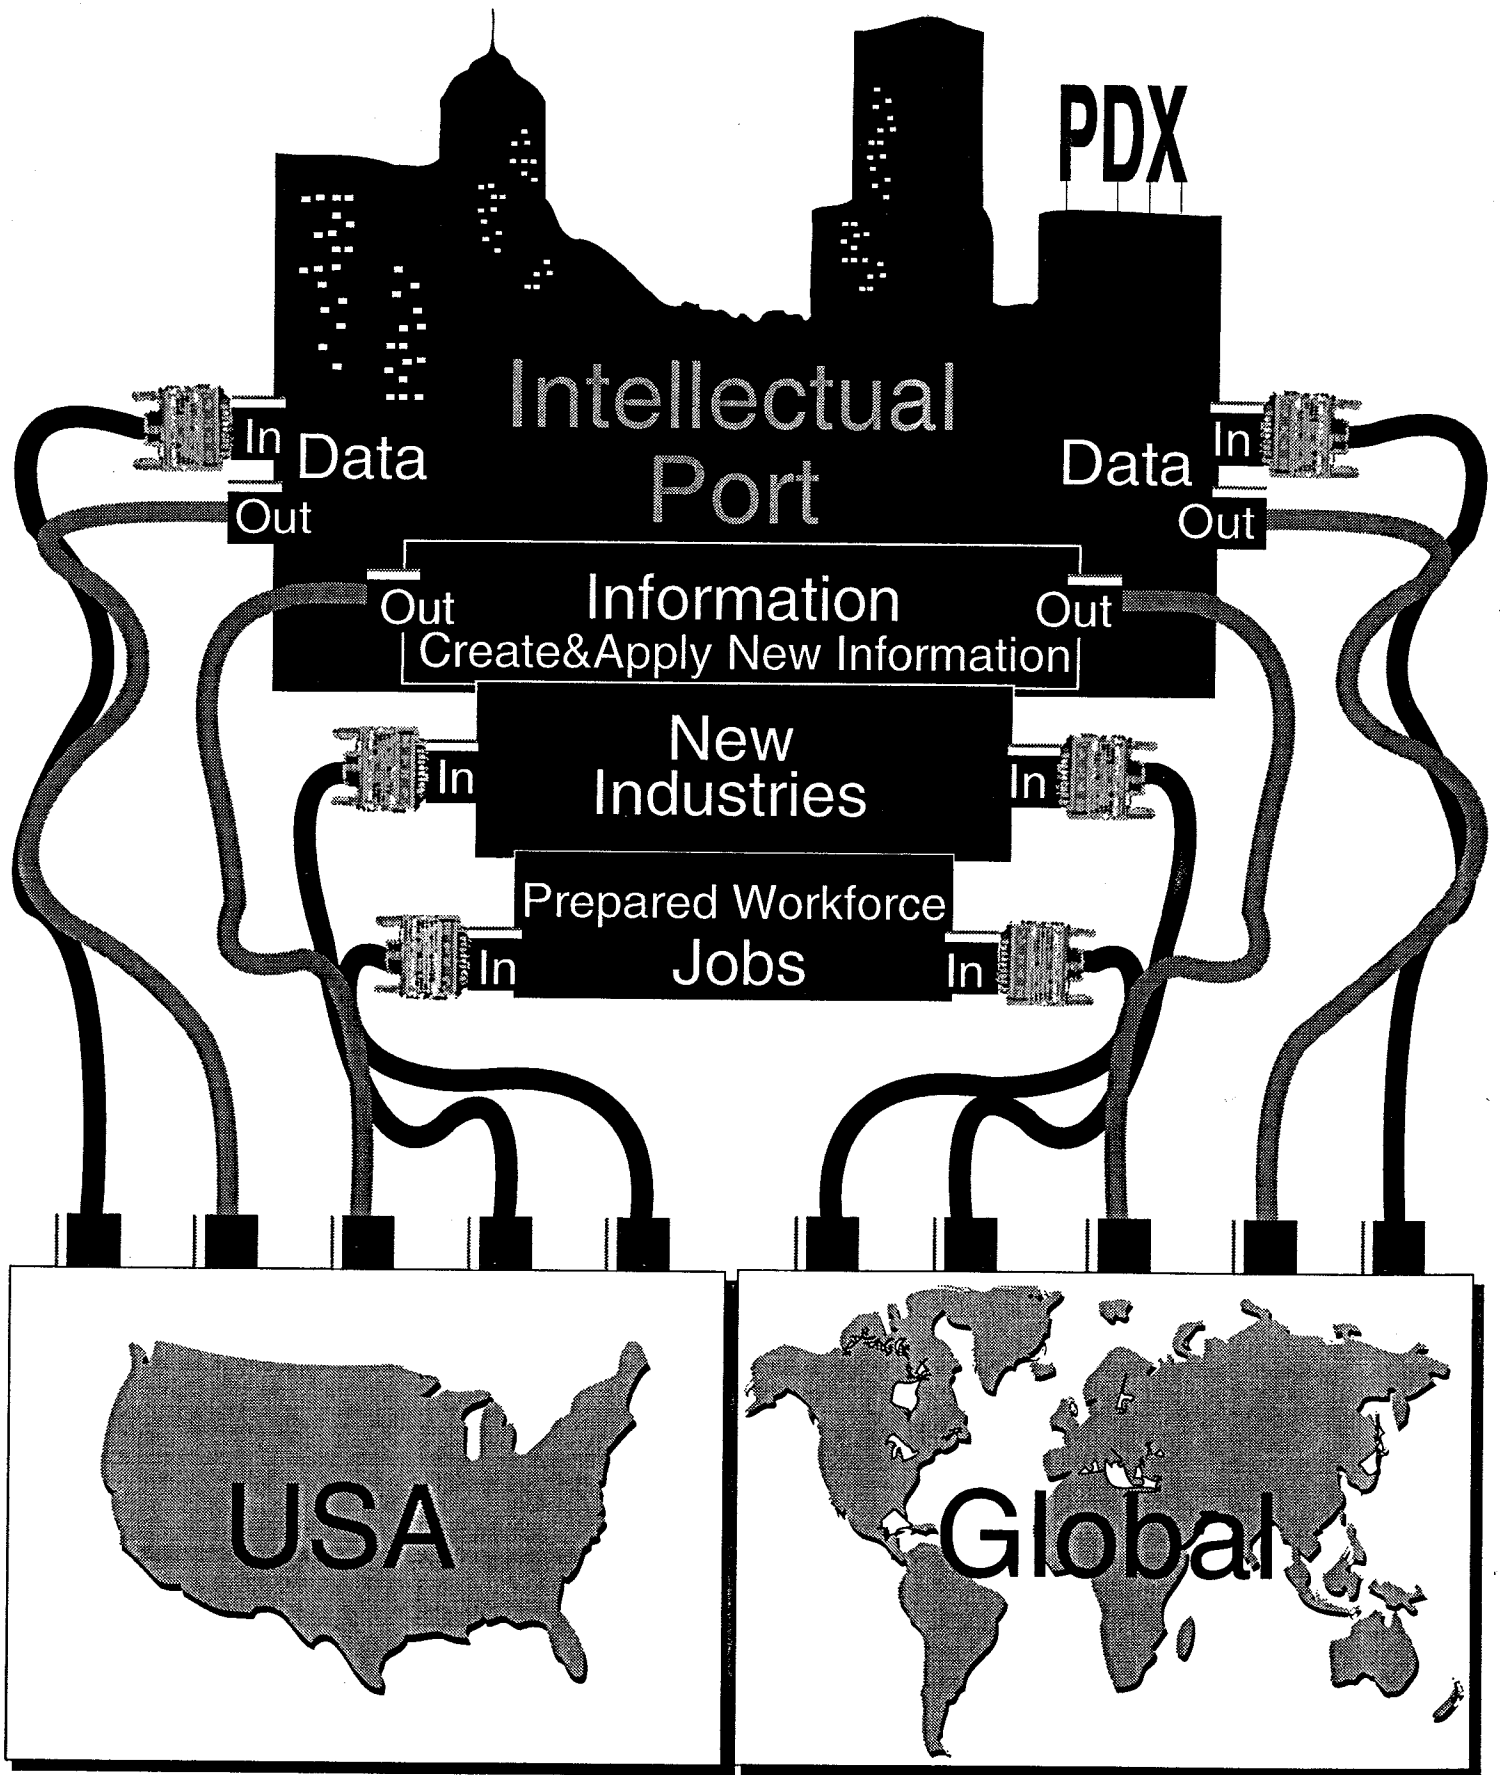 PDX
Intellectual
Port
In
Data
Out
Data
In
Out
Out
Information
Out
Create&Apply New Information
In
New
Industries
In
Prepared Workforce
In
Jobs
In
USA
Global